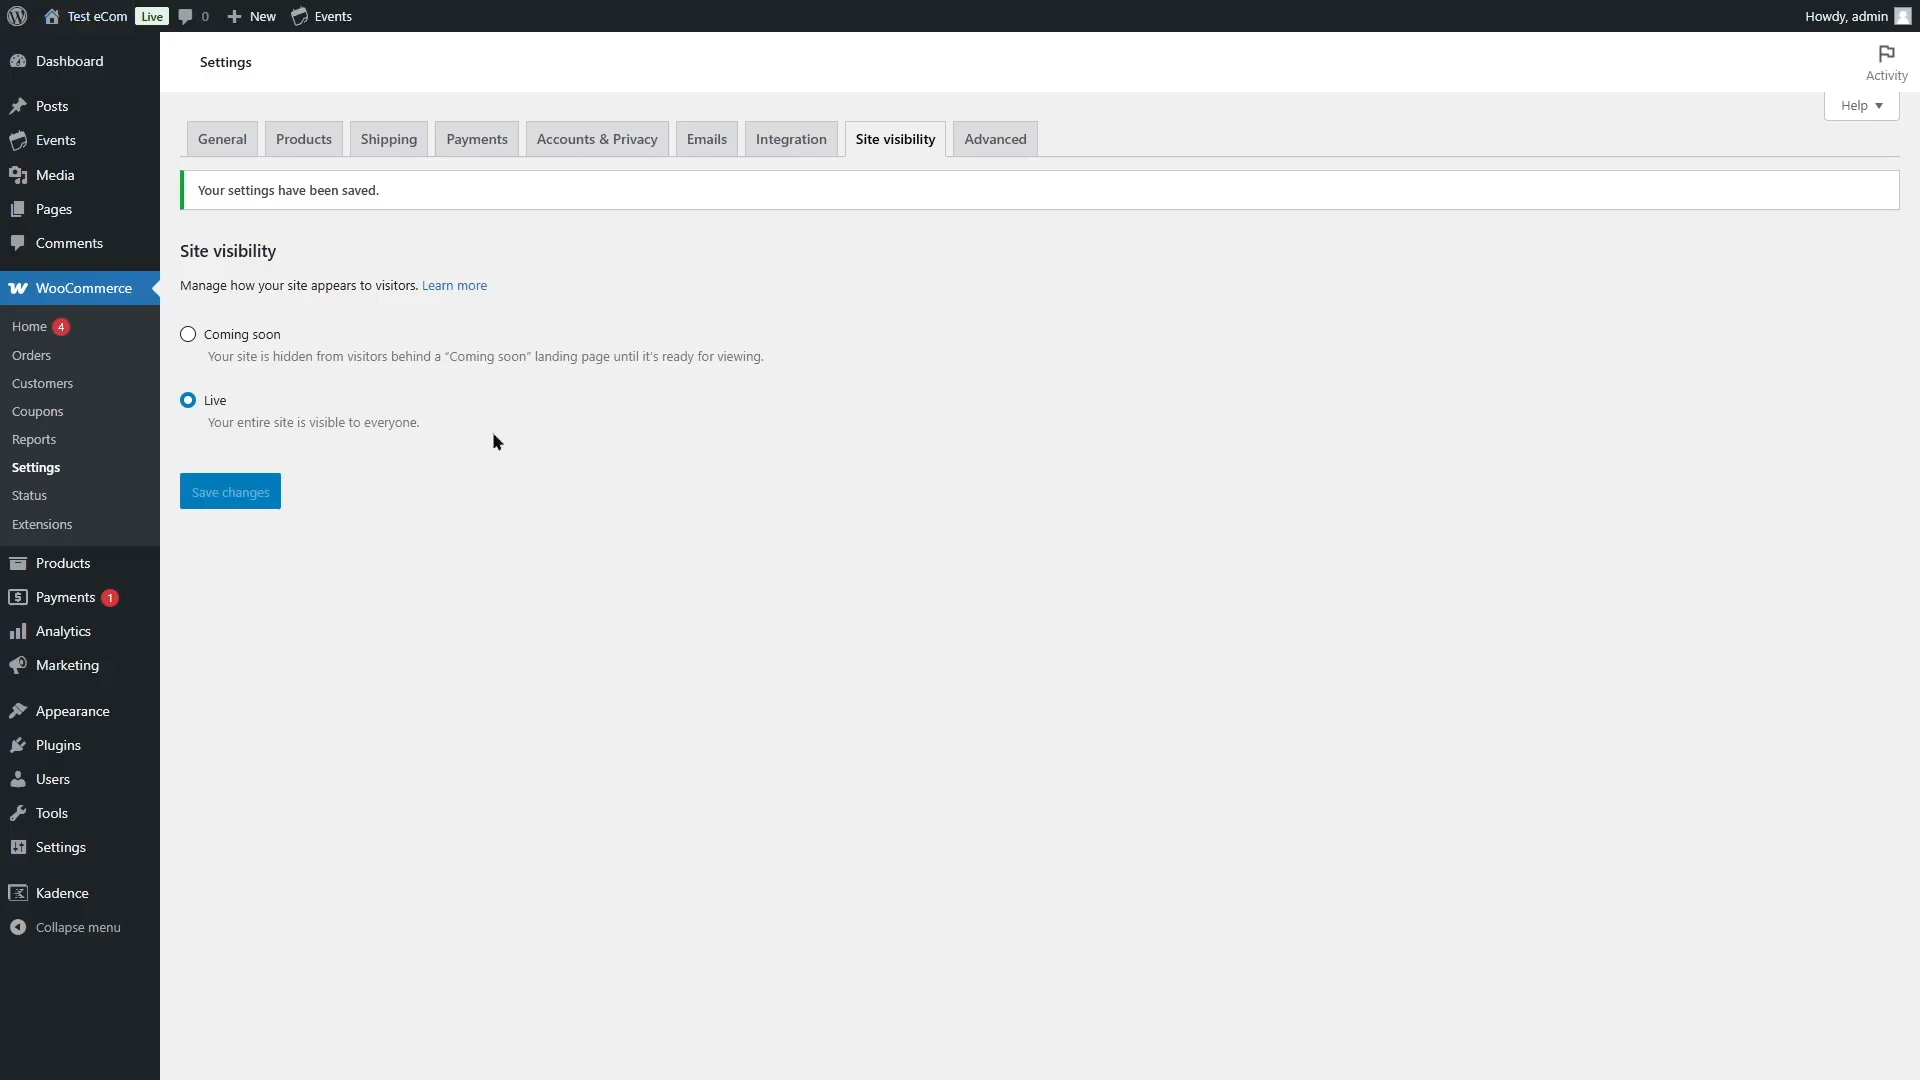 Test eCom Live 0 New Events Howdy, admin
Dashboard
Posts
Events
Media
Pages
Comments
WooCommerce
Home 4
Orders
Customers
Coupons
Reports
Settings
Status
Extensions
Products
Payments 1
Analytics
Marketing
Appearance
Plugins
Users
Tools
Settings
Kadence
Collapse menu
Settings
Activity
Help
General Products Shipping Payments Accounts & Privacy Emails Integration Site visibility Advanced
Your settings have been saved.
Site visibility
Manage how your site appears to visitors. Learn more
Coming soon
Your site is hidden from visitors behind a “Coming soon” landing page until it’s ready for viewing.
Live
Your entire site is visible to everyone.
Save changes